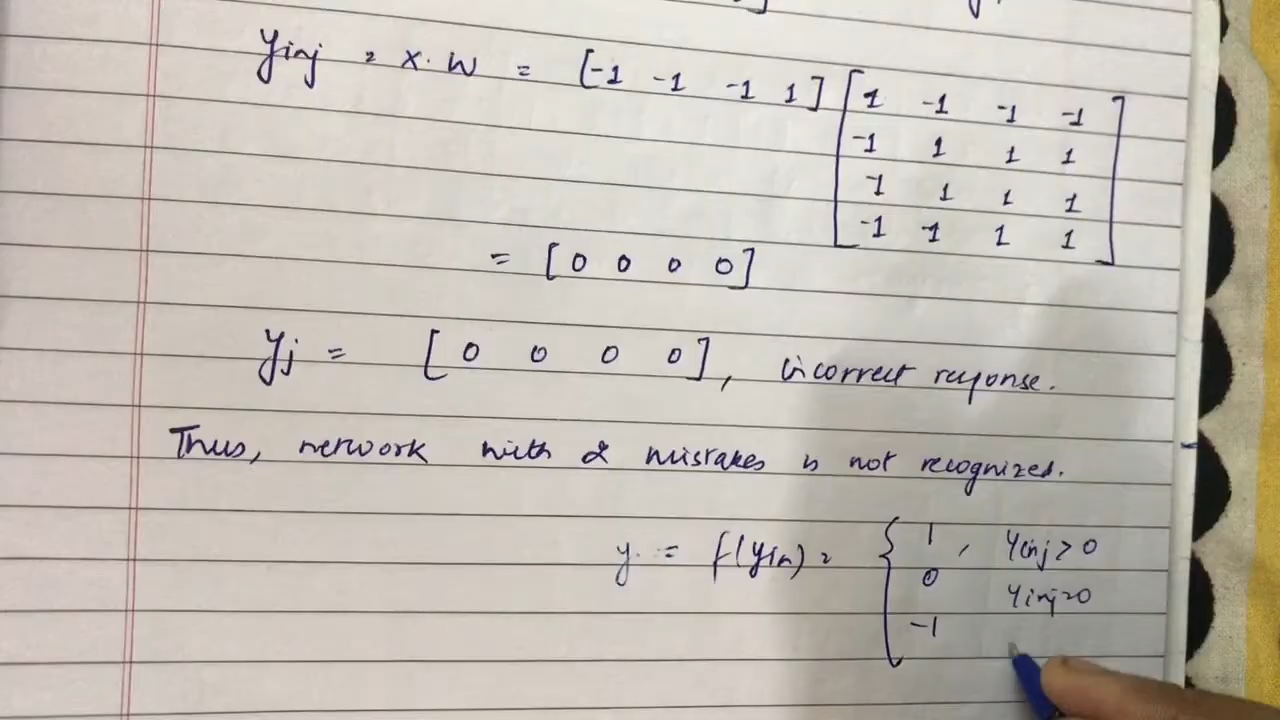 yinj = x. w = [-1 -1 -1 1] [1 -1 -1 -1
-1 1 1 1
-1 1 1 1
-1 1 1 1]
= [0 0 0 0]
yj = [0 0 0 0], incorrect response.
Thus, network with 2 mistakes is not recognized.
y = f(yin) = { 1 , yinj > 0
0 yinj=0
-1